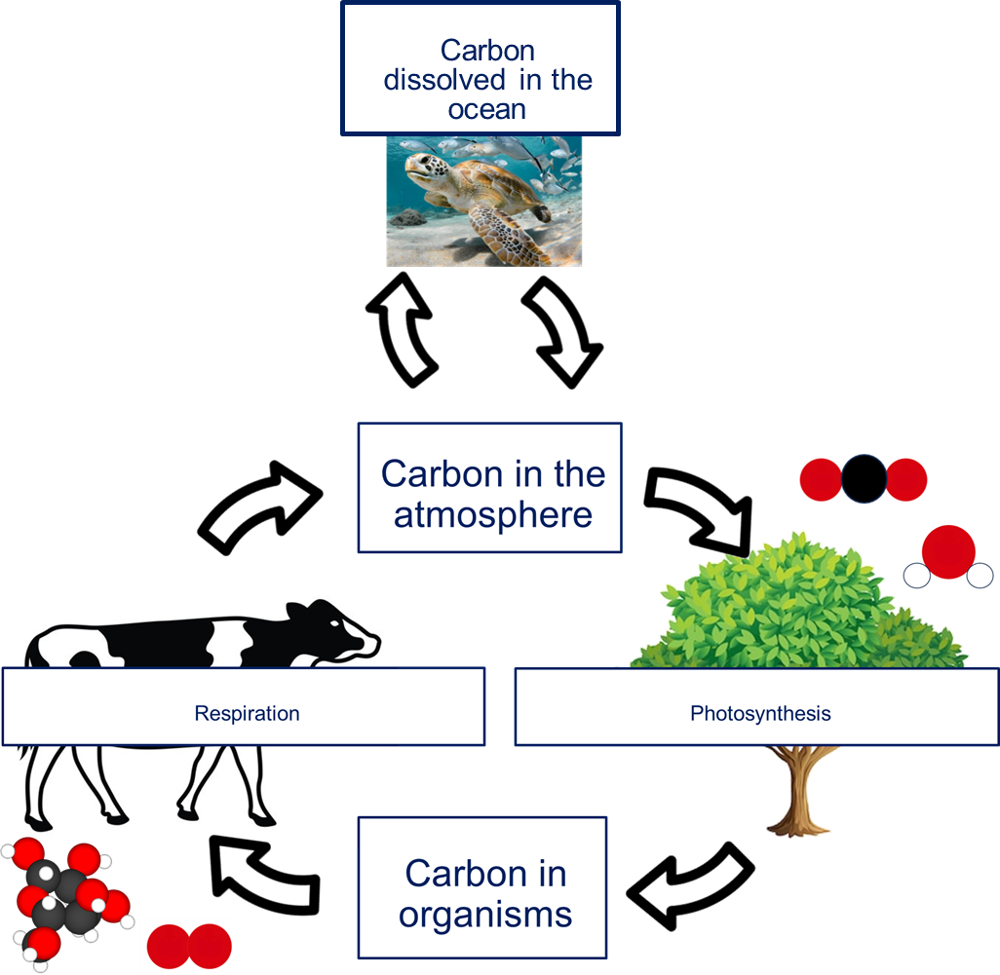 Carbon
dissolved in the
ocean
Carbon in the
atmosphere
Respiration
Photosynthesis
Carbon in
organisms